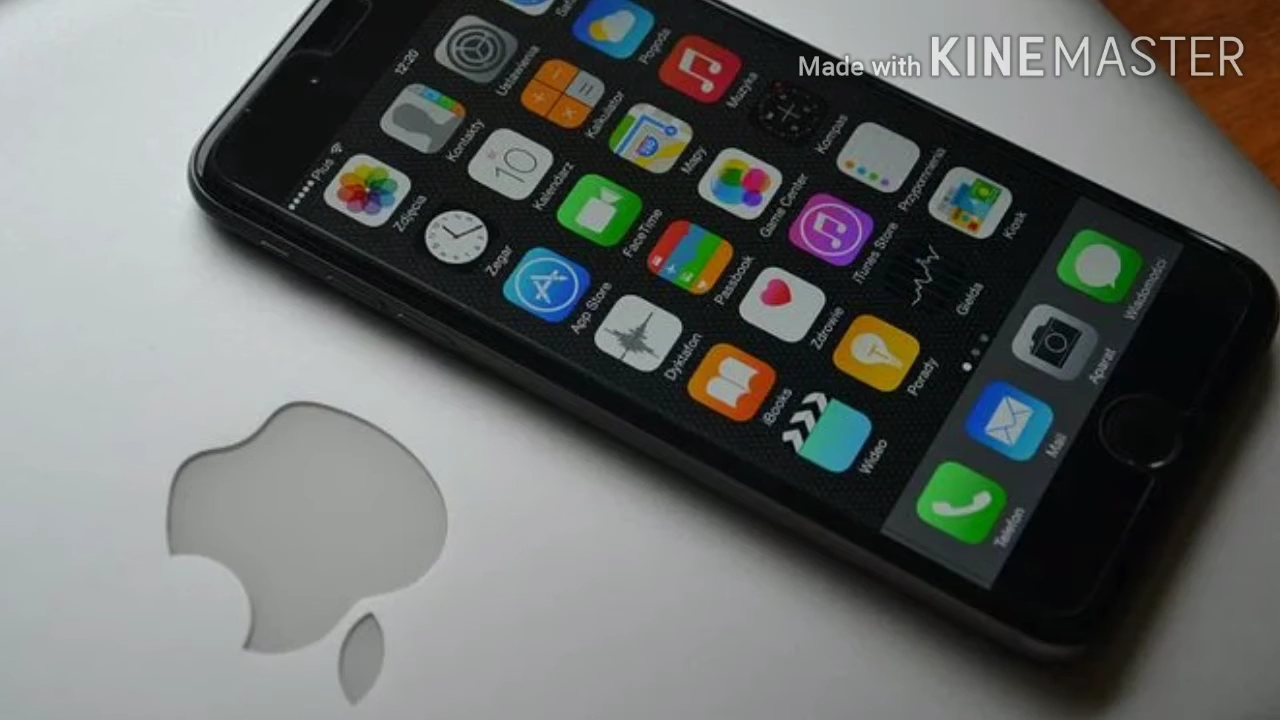 Made with KINEMASTER
Plus
12:20
Zdjęcia
Kontakty
Ustawienia
Zegar
Kalendarz
Kalkulator
Pogoda
App Store
FaceTime
Mapy
Muzyka
Dyktafon
Passbook
Game Center
Kompas
iBooks
Zdrowie
iTunes Store
Przypomnienia
Wideo
Porady
Giełda
Kiosk
Telefon
Mail
Aparat
Wiadomości
10